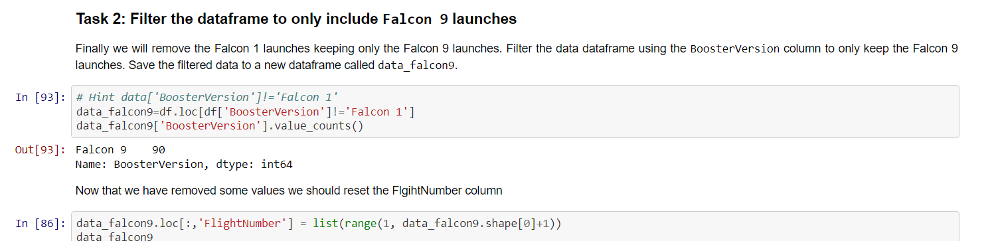 Task 2: Filter the dataframe to only include Falcon 9 launches
Finally we will remove the Falcon 1 launches keeping only the Falcon 9 launches. Filter the data dataframe using the BoosterVersion column to only keep the Falcon 9
launches. Save the filtered data to a new dataframe called data_falcon9.
In [93]: # Hint data['BoosterVersion']!='Falcon 1'
data_falcon9=df.loc[df['BoosterVersion']!='Falcon 1']
data_falcon9['BoosterVersion'].value_counts()
Out[93]: Falcon 9    90
Name: BoosterVersion, dtype: int64
Now that we have removed some values we should reset the FlgihtNumber column
In [86]: data_falcon9.loc[:,'FlightNumber'] = list(range(1, data_falcon9.shape[0]+1))
data_falcon9